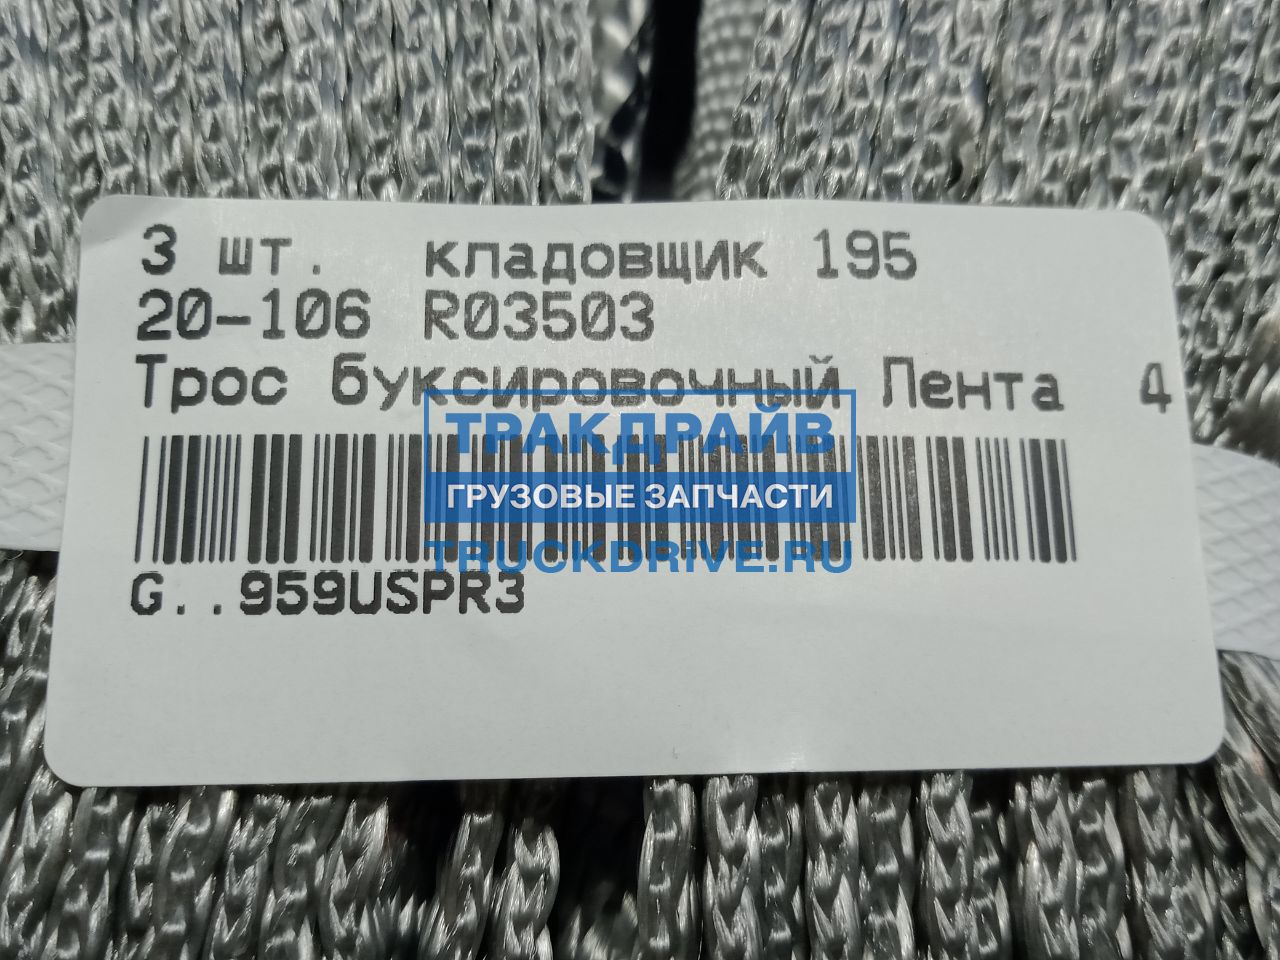 3 шт. кладовщик 195
20-106 R03503
Трос буксировочный Лента 4
ТРАКДРАЙВ
ГРУЗОВЫЕ ЗАПЧАСТИ
TRUCKDRiVE.RU
G..959USPR3